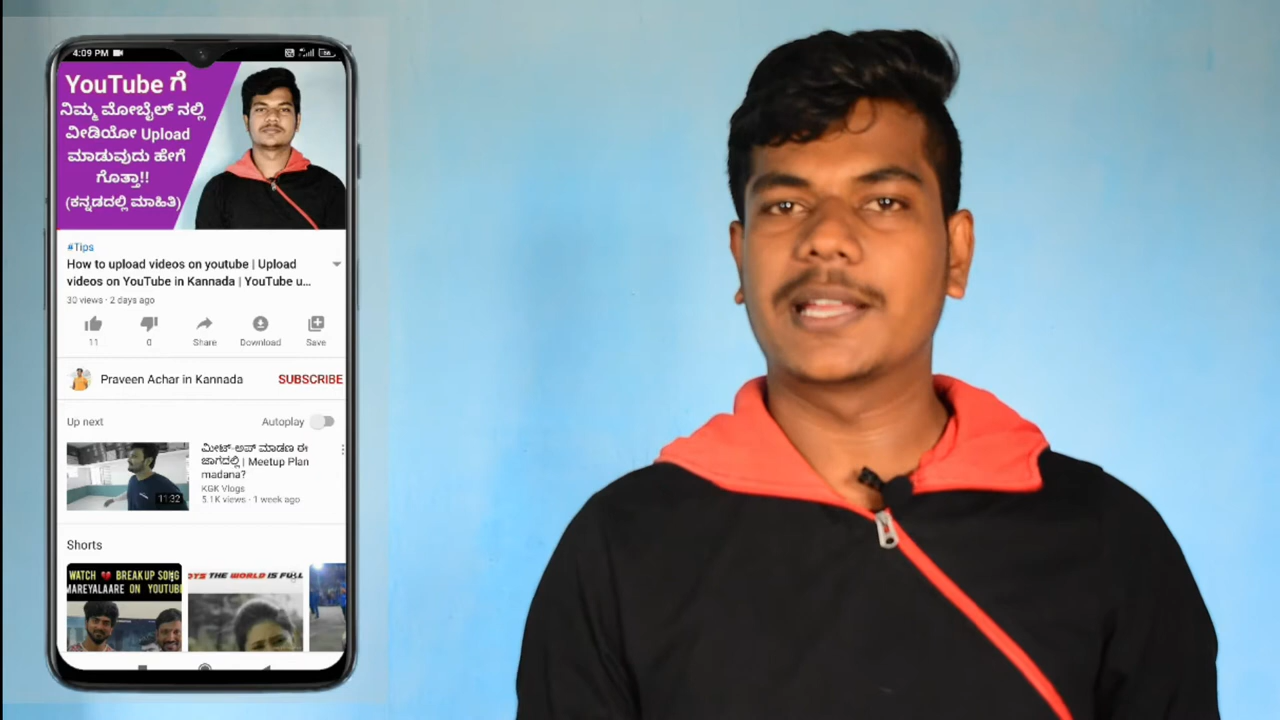 4:09 PM
YouTube ಗೆ
ನಿಮ್ಮ ಮೋಬೈಲ್ ನಲ್ಲಿ
ವೀಡಿಯೋ Upload
ಮಾಡುವುದು ಹೇಗೆ
ಗೊತ್ತಾ!!
(ಕನ್ನಡದಲ್ಲಿ ಮಾಹಿತಿ)
#Tips
How to upload videos on youtube | Upload
videos on YouTube in Kannada | YouTube u...
30 views · 2 days ago
11
0
Share
Download
Save
Praveen Achar in Kannada
SUBSCRIBE
Up next
Autoplay
ಮೀಟ್-ಅಪ್ ಮಾಡಣ ಈ
ಜಾಗದಲ್ಲಿ | Meetup Plan
madana?
KGK Vlogs
5.1K views · 1 week ago
11:32
Shorts
WATCH BREAKUP SONG
MAREYALAARE ON YOUTUBE
THE WORLD IS FULL